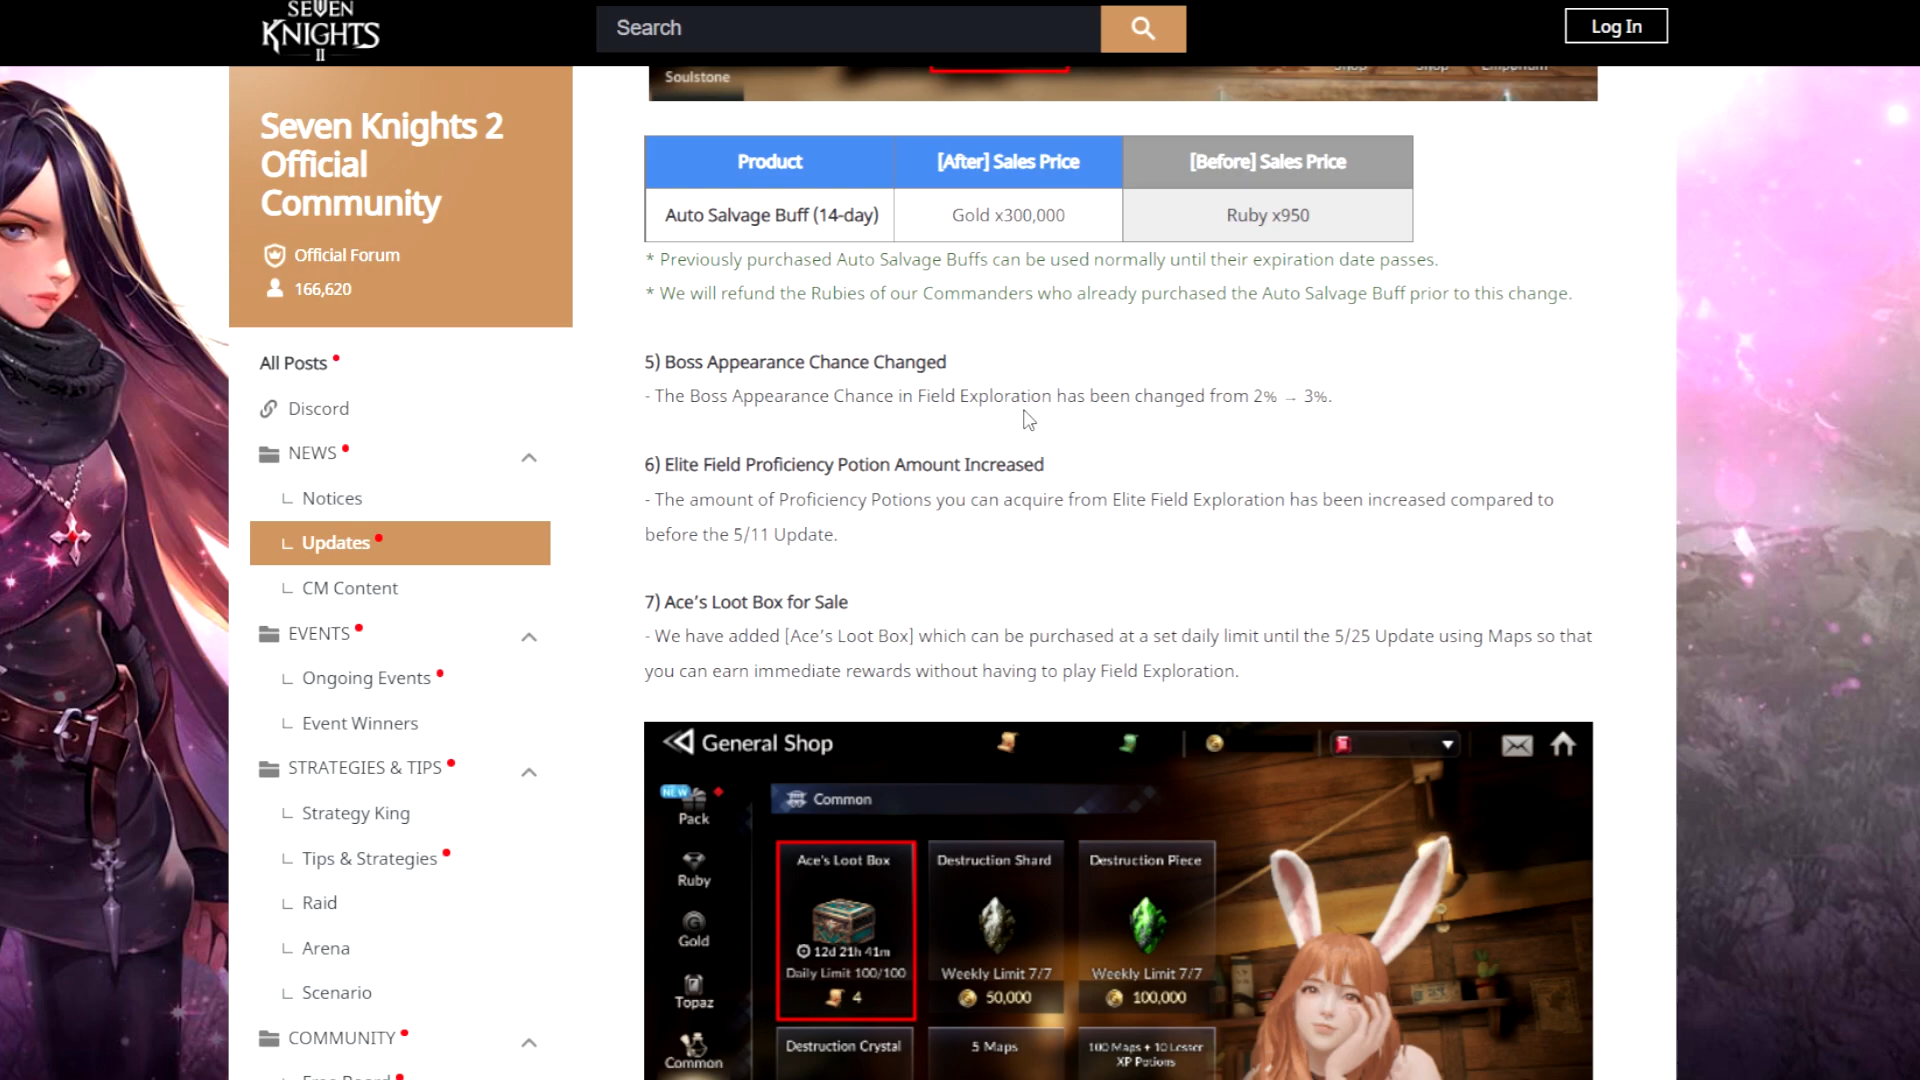 SEVEN
KNIGHTS
II
Search
Log In
Seven Knights 2
Official
Community
Official Forum
166,620
All Posts
Discord
NEWS
Notices
Updates
CM Content
EVENTS
Ongoing Events
Event Winners
STRATEGIES & TIPS
Strategy King
Tips & Strategies
Raid
Arena
Scenario
COMMUNITY
Free Board
Soulstone
Shop Shop Emporium
Product [After] Sales Price [Before] Sales Price
Auto Salvage Buff (14-day) Gold x300,000 Ruby x950
* Previously purchased Auto Salvage Buffs can be used normally until their expiration date passes.
* We will refund the Rubies of our Commanders who already purchased the Auto Salvage Buff prior to this change.
5) Boss Appearance Chance Changed
- The Boss Appearance Chance in Field Exploration has been changed from 2% → 3%.
6) Elite Field Proficiency Potion Amount Increased
- The amount of Proficiency Potions you can acquire from Elite Field Exploration has been increased compared to
before the 5/11 Update.
7) Ace's Loot Box for Sale
- We have added [Ace's Loot Box] which can be purchased at a set daily limit until the 5/25 Update using Maps so that
you can earn immediate rewards without having to play Field Exploration.
General Shop
NEW
Pack
Ruby
Gold
Topaz
Common
Common
Ace's Loot Box
12d 21h 41m
Daily Limit 100/100
4
Destruction Shard
Weekly Limit 7/7
50,000
Destruction Piece
Weekly Limit 7/7
100,000
Destruction Crystal
5 Maps
100 Maps + 10 Lesser
XP Potions